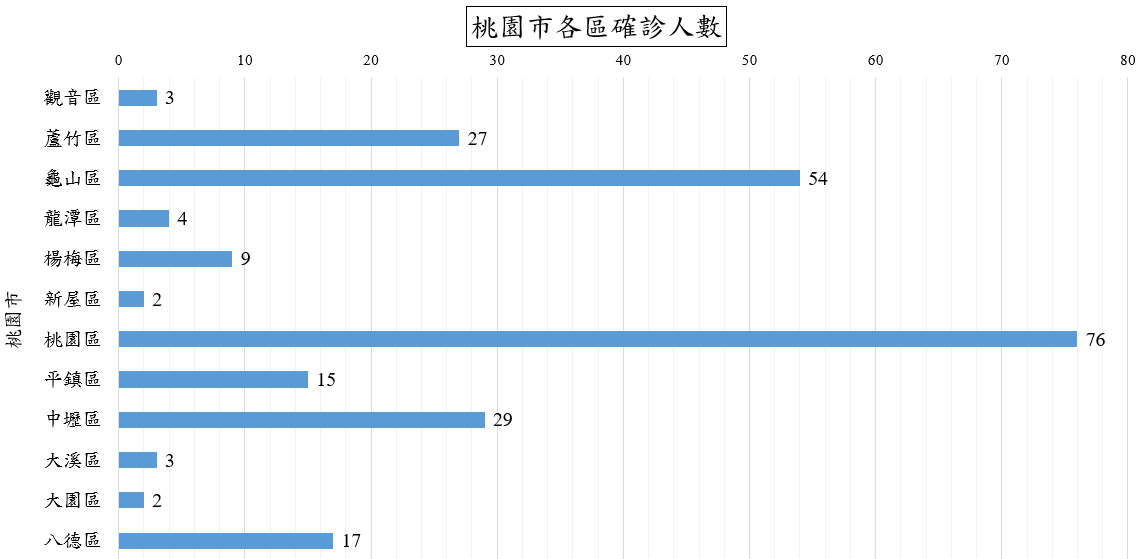 桃園市各區確診人數
0 10 20 30 40 50 60 70 80
觀音區 3
蘆竹區 27
龜山區 54
龍潭區 4
楊梅區 9
新屋區 2
桃園市
桃園區 76
平鎮區 15
中壢區 29
大溪區 3
大園區 2
八德區 17